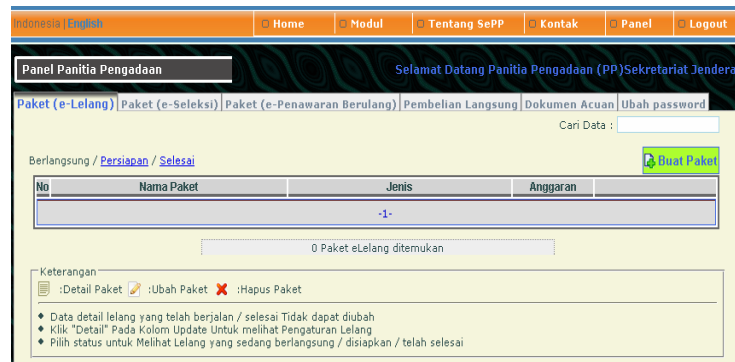 Indonesia | English
Home Modul Tentang SePP Kontak Panel Logout
Panel Panitia Pengadaan
Selamat Datang Panitia Pengadaan (PP)Sekretariat Jendera
Paket (e-Lelang) Paket (e-Seleksi) Paket (e-Penawaran Berulang) Pembelian Langsung Dokumen Acuan Ubah password
Cari Data :
Berlangsung / Persiapan / Selesai
Buat Paket
No Nama Paket Jenis Anggaran
-1-
0 Paket eLelang ditemukan
Keterangan
:Detail Paket :Ubah Paket :Hapus Paket
Data detail lelang yang telah berjalan / selesai Tidak dapat diubah
Klik "Detail" Pada Kolom Update Untuk melihat Pengaturan Lelang
Pilih status untuk Melihat Lelang yang sedang berlangsung / disiapkan / telah selesai